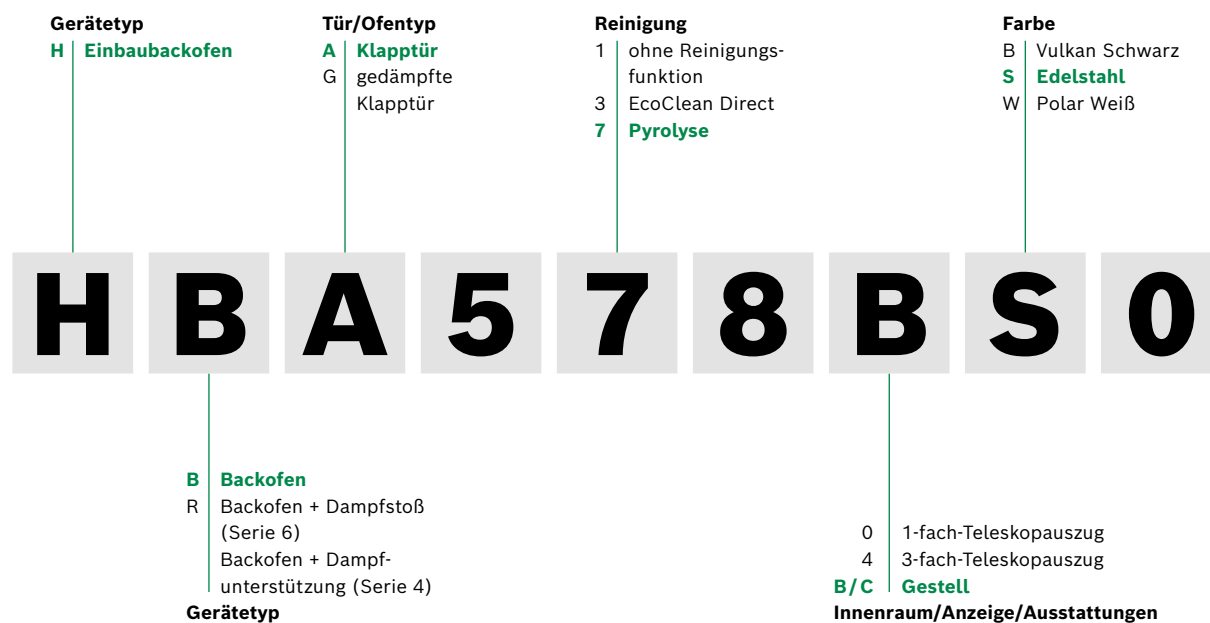 Gerätetyp
H Einbaubackofen
Tür/Ofentyp
A Klapptür
G gedämpfte
Klapptür
Reinigung
1 ohne Reinigungs-
funktion
3 EcoClean Direct
7 Pyrolyse
Farbe
B Vulkan Schwarz
S Edelstahl
W Polar Weiß
H B A 5 7 8 B S 0
B Backofen
R Backofen + Dampfstoß
(Serie 6)
Backofen + Dampf-
unterstützung (Serie 4)
Gerätetyp
0 1-fach-Teleskopauszug
4 3-fach-Teleskopauszug
B/C Gestell
Innenraum/Anzeige/Ausstattungen